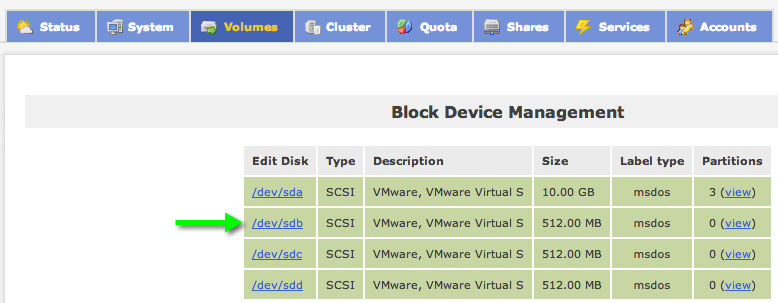 Status System Volumes Cluster Quota Shares Services Accounts
Block Device Management
Edit Disk Type Description Size Label type Partitions
/dev/sda SCSI VMware, VMware Virtual S 10.00 GB msdos 3 (view)
/dev/sdb SCSI VMware, VMware Virtual S 512.00 MB msdos 0 (view)
/dev/sdc SCSI VMware, VMware Virtual S 512.00 MB msdos 0 (view)
/dev/sdd SCSI VMware, VMware Virtual S 512.00 MB msdos 0 (view)